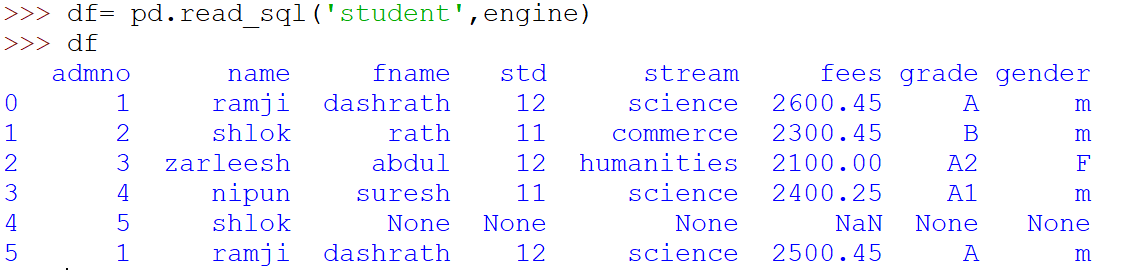 >>> df= pd.read_sql('student',engine)
>>> df
   admno      name     fname   std      stream     fees grade gender
0      1     ramji  dashrath    12     science  2600.45     A      m
1      2     shlok      rath    11    commerce  2300.45     B      m
2      3  zarleesh     abdul    12  humanities  2100.00    A2      F
3      4     nipun    suresh    11     science  2400.25    A1      m
4      5     shlok      None  None        None      NaN  None   None
5      1     ramji  dashrath    12     science  2500.45     A      m